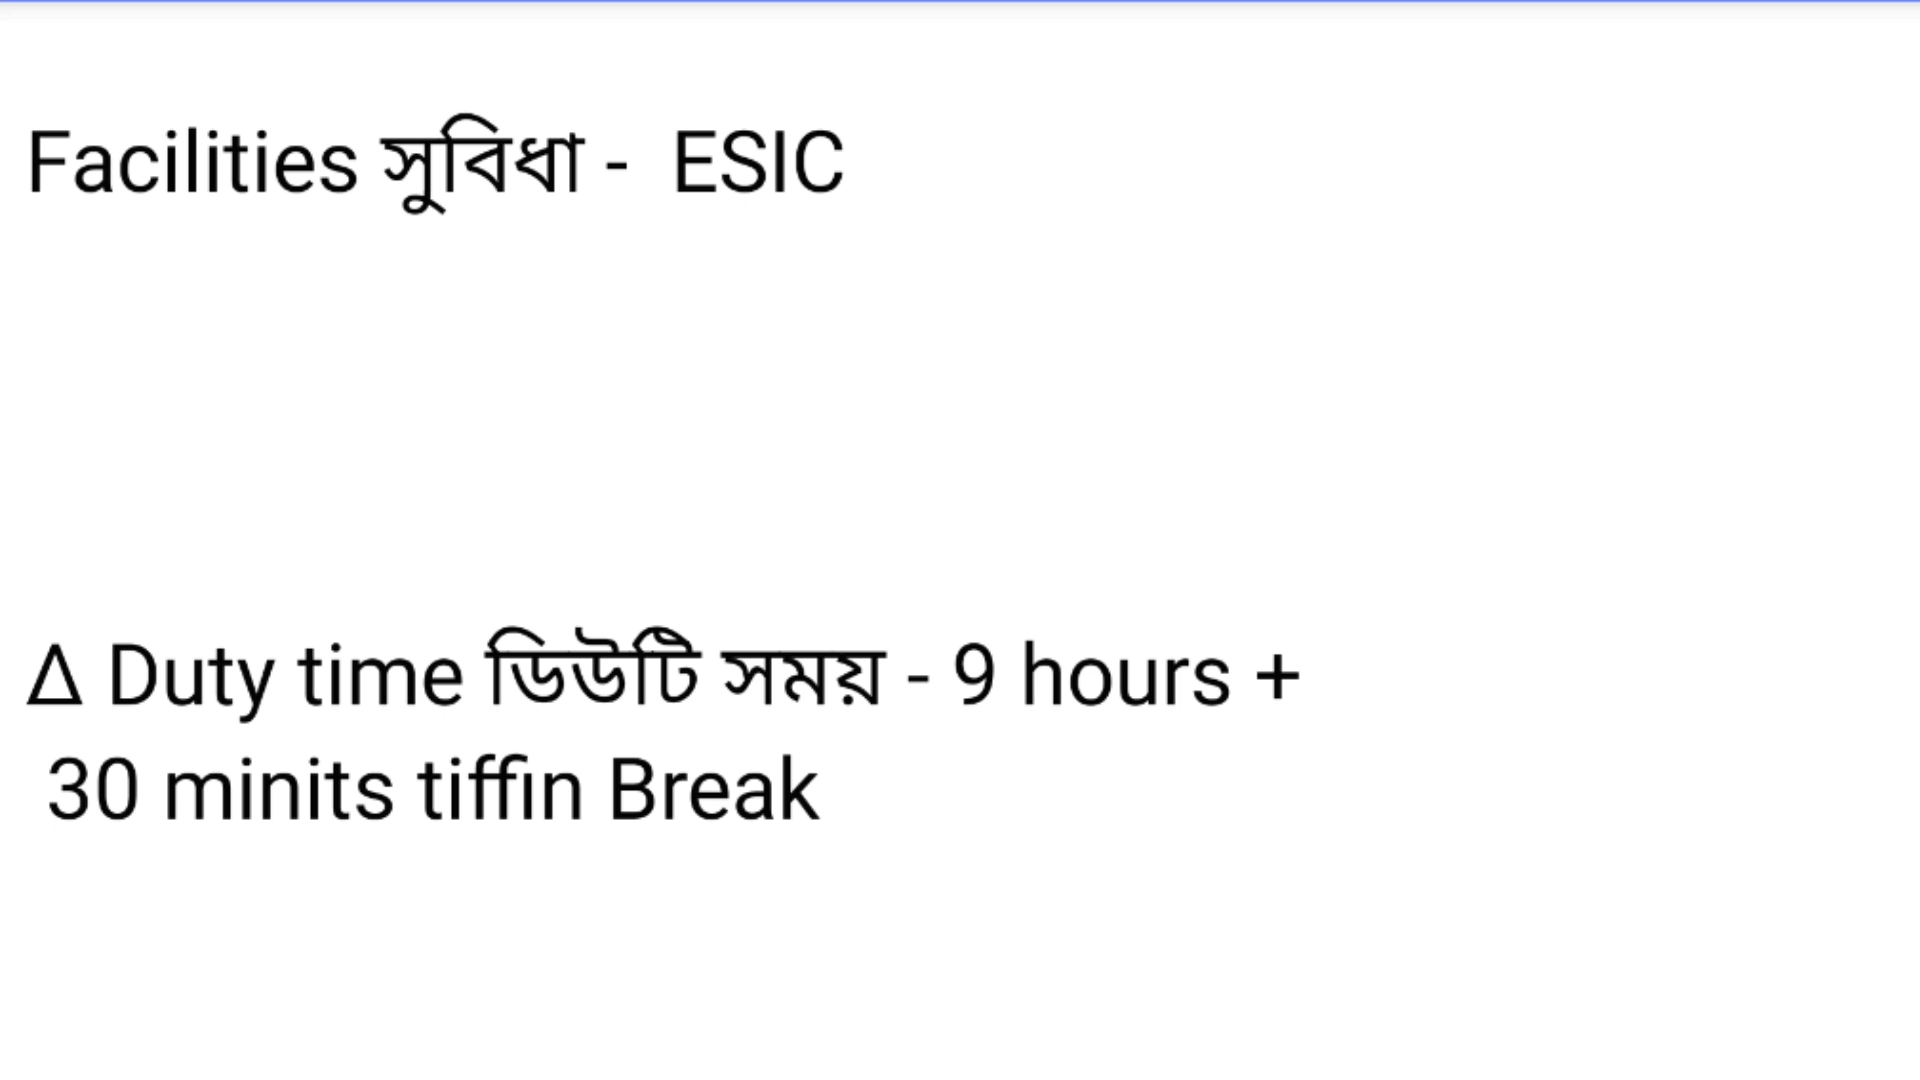 Facilities সুবিধা - ESIC
Δ Duty time ডিউটি সময় - 9 hours +
30 minits tiffin Break